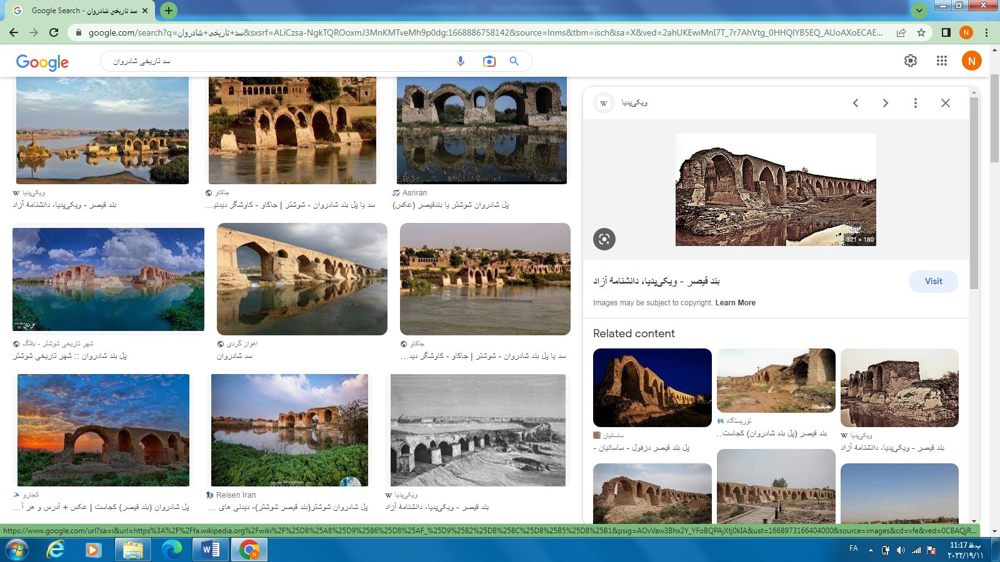 سد تاریخی شادروان - Google Search
google.com/search?q=سد+تاریخی+شادروان&sxsrf=ALiCzsa-NgkTQROoxmJ3MnKMTveMh9p0dg:1668886758142&source=lnms&tbm=isch&sa=X&ved=2ahUKEwiMnI7T_7r7AhVtg_0HHQIYB5EQ_AUoAXoECAE...
N
Google
سد تاریخی شادروان
N
ویکی‌پدیا
بند قیصر - ویکی‌پدیا، دانشنامهٔ آزاد
جاکاو
سد یا پل بند شادروان - شوشتر | جاکاو - کاوشگر دیدنی...
Asriran
پل شادروان شوشتر یا بندقیصر (عکس)
شهر تاریخی شوشتر - بلاگ
پل بند شادروان :: شهر تاریخی شوشتر
اهواز گردی
سد شادروان
جاکاو
سد یا پل بند شادروان - شوشتر | جاکاو - کاوشگر دید...
کجارو
پل شادروان (بند قیصر) کجاست | عکس + آدرس و هر آ...
Reisen Iran
پل شادروان شوشتر(بند قیصر شوشتر)- دیدنی های ...
ویکی‌پدیا
بند قیصر - ویکی‌پدیا، دانشنامهٔ آزاد
W
ویکی‌پدیا
321 × 180
بند قیصر - ویکی‌پدیا، دانشنامهٔ آزاد
Visit
Images may be subject to copyright. Learn More
Related content
ساسانیان
پل بند قیصر دزفول - ساسانیان -
توریستگاه
بند قیصر (پل بند شادروان) کجاست..
ویکی‌پدیا
بند قیصر - ویکی‌پدیا، دانشنامهٔ آزاد
https://www.google.com/url?sa=i&url=https%3A%2F%2Ffa.wikipedia.org%2Fwiki%2F%25D8%25A8%25D9%2586%25D8%25AF_%25D9%2582%25DB%258C%25D8%25B5%25D8%25B1&psig=AOvVaw3Bhx2Y_YFoBQPAjXtj0kIA&ust=1668973166404000&source=images&cd=vfe&ved=0CBAQjR...
FA
11:17 ب.ظ
۲۰۲۲/۱۹/۱۱